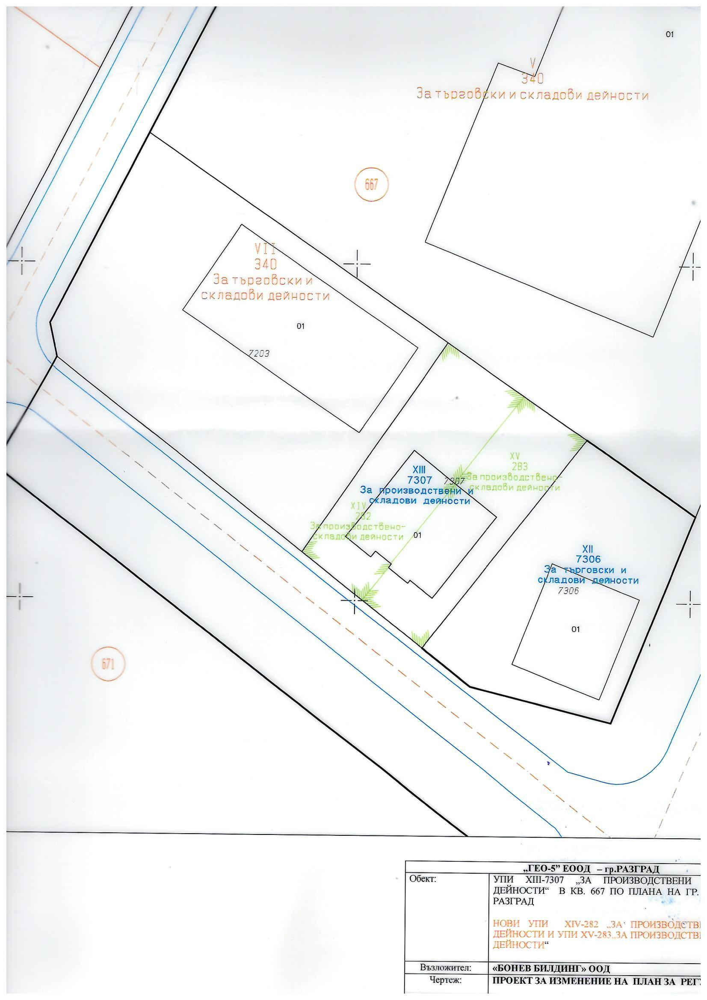 01
V
340
За търговски и складови дейности
667
VII
340
За търговски и
складови дейности
01
7203
XV
283
За производствено-
складови дейности
XIII
7307
7307
За производствени и
складови дейности
XIV
282
За производствено-
складови дейности
01
XII
7306
За търговски и
складови дейности
7306
01
671
„ГЕО-5” ЕООД – гр.РАЗГРАД
Обект:
УПИ XIII-7307 „ЗА ПРОИЗВОДСТВЕНИ
ДЕЙНОСТИ“ В КВ. 667 ПО ПЛАНА НА ГР.
РАЗГРАД
НОВИ УПИ XIV-282 „ЗА ПРОИЗВОДСТВЕ
ДЕЙНОСТИ И УПИ XV-283„ЗА ПРОИЗВОДСТВЕ
ДЕЙНОСТИ“
Възложител:
«БОНЕВ БИЛДИНГ» ООД
Чертеж:
ПРОЕКТ ЗА ИЗМЕНЕНИЕ НА ПЛАН ЗА РЕГУ